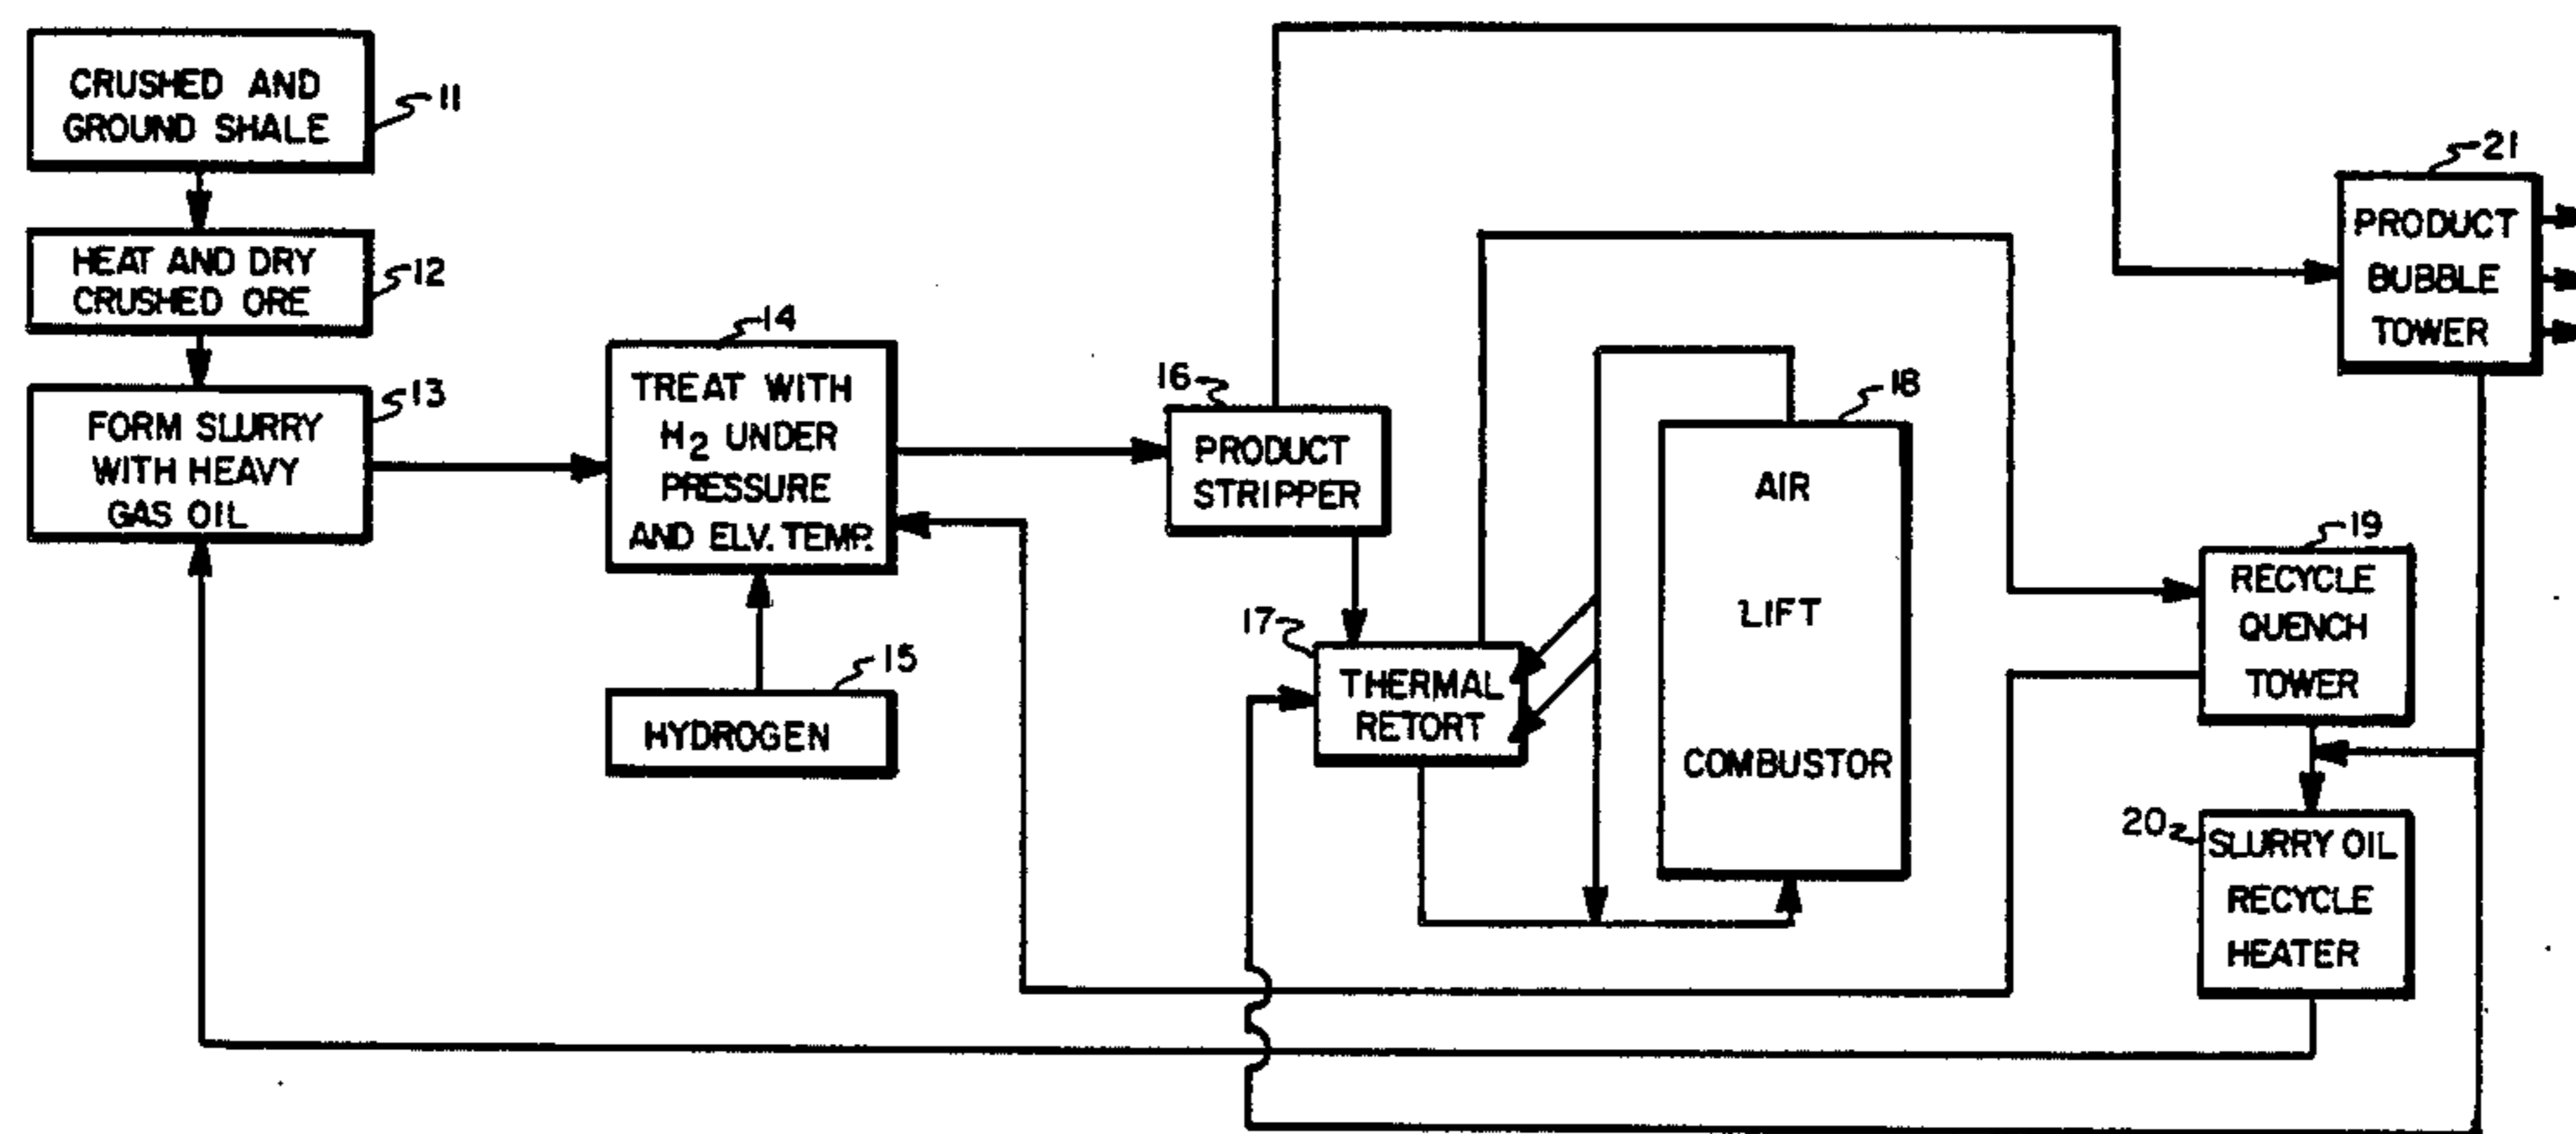 CRUSHED AND
GROUND SHALE
11
HEAT AND DRY
CRUSHED ORE
12
FORM SLURRY
WITH HEAVY
GAS OIL
13
14
TREAT WITH
H2 UNDER
PRESSURE
AND ELV. TEMP.
15
HYDROGEN
16
PRODUCT
STRIPPER
17
THERMAL
RETORT
18
AIR
LIFT
COMBUSTOR
19
RECYCLE
QUENCH
TOWER
20
SLURRY OIL
RECYCLE
HEATER
21
PRODUCT
BUBBLE
TOWER